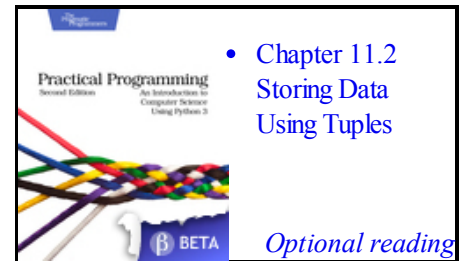 The
Pragmatic
Programmers
Practical Programming
Second Edition
An Introduction to
Computer Science
Using Python 3
β BETA
• Chapter 11.2
Storing Data
Using Tuples
Optional reading